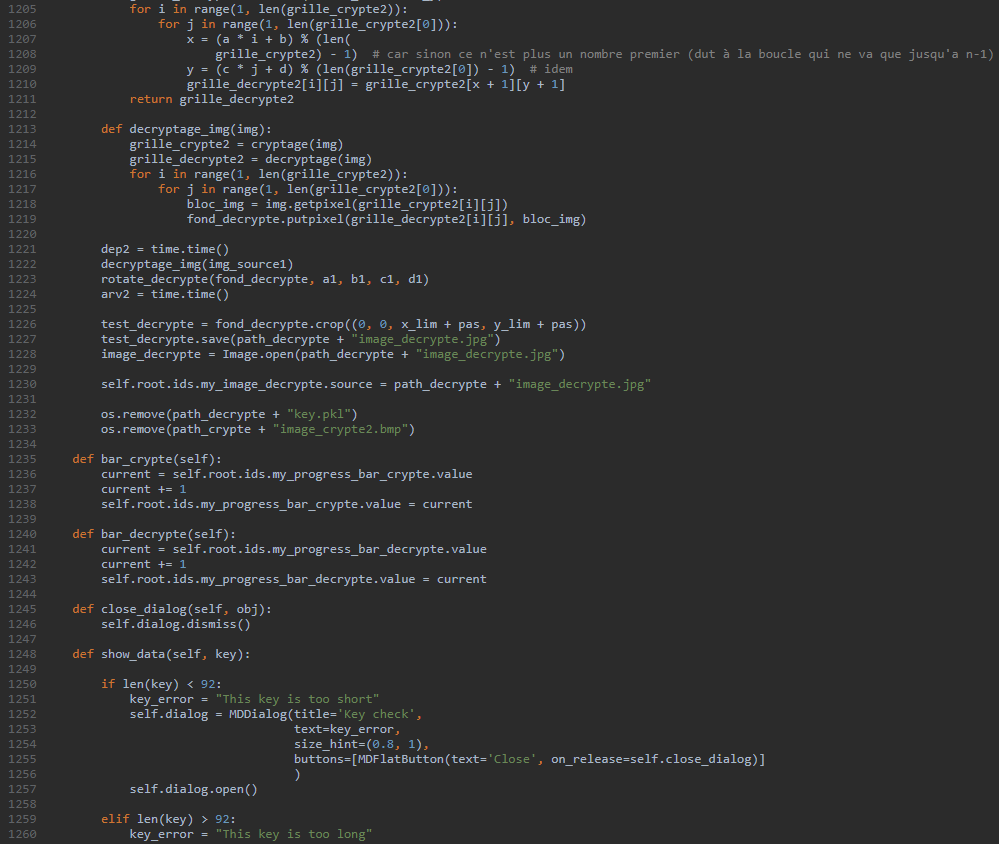 1205 for i in range(1, len(grille_crypte2)):
1206 for j in range(1, len(grille_crypte2[0])):
1207 x = (a * i + b) % (len(
1208 grille_crypte2) - 1)  # car sinon ce n'est plus un nombre premier (dut à la boucle qui ne va que jusqu'a n-1)
1209 y = (c * j + d) % (len(grille_crypte2[0]) - 1)  # idem
1210 grille_decrypte2[i][j] = grille_crypte2[x + 1][y + 1]
1211 return grille_decrypte2
1212
1213 def decryptage_img(img):
1214 grille_crypte2 = cryptage(img)
1215 grille_decrypte2 = decryptage(img)
1216 for i in range(1, len(grille_crypte2)):
1217 for j in range(1, len(grille_crypte2[0])):
1218 bloc_img = img.getpixel(grille_crypte2[i][j])
1219 fond_decrypte.putpixel(grille_decrypte2[i][j], bloc_img)
1220
1221 dep2 = time.time()
1222 decryptage_img(img_source1)
1223 rotate_decrypte(fond_decrypte, a1, b1, c1, d1)
1224 arv2 = time.time()
1225
1226 test_decrypte = fond_decrypte.crop((0, 0, x_lim + pas, y_lim + pas))
1227 test_decrypte.save(path_decrypte + "image_decrypte.jpg")
1228 image_decrypte = Image.open(path_decrypte + "image_decrypte.jpg")
1229
1230 self.root.ids.my_image_decrypte.source = path_decrypte + "image_decrypte.jpg"
1231
1232 os.remove(path_decrypte + "key.pkl")
1233 os.remove(path_crypte + "image_crypte2.bmp")
1234
1235 def bar_crypte(self):
1236 current = self.root.ids.my_progress_bar_crypte.value
1237 current += 1
1238 self.root.ids.my_progress_bar_crypte.value = current
1239
1240 def bar_decrypte(self):
1241 current = self.root.ids.my_progress_bar_decrypte.value
1242 current += 1
1243 self.root.ids.my_progress_bar_decrypte.value = current
1244
1245 def close_dialog(self, obj):
1246 self.dialog.dismiss()
1247
1248 def show_data(self, key):
1249
1250 if len(key) < 92:
1251 key_error = "This key is too short"
1252 self.dialog = MDDialog(title='Key check',
1253 text=key_error,
1254 size_hint=(0.8, 1),
1255 buttons=[MDFlatButton(text='Close', on_release=self.close_dialog)]
1256 )
1257 self.dialog.open()
1258
1259 elif len(key) > 92:
1260 key_error = "This key is too long"